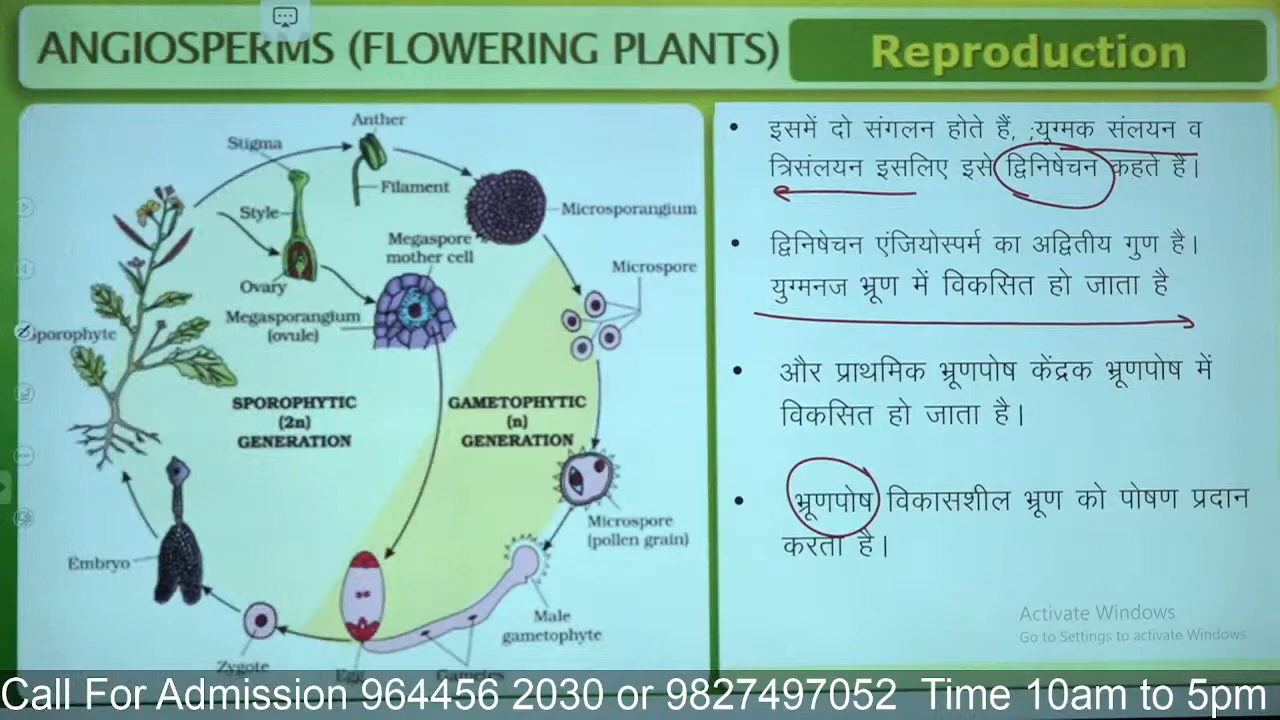 ANGIOSPERMS (FLOWERING PLANTS)
Reproduction
Anther
Stigma
Filament
Style
Microsporangium
Megaspore
mother cell
Microspore
Ovary
Megasporangium
(ovule)
Sporophyte
SPOROPHYTIC
(2n)
GENERATION
GAMETOPHYTIC
(n)
GENERATION
Microspore
(pollen grain)
Embryo
Male
gametophyte
Zygote
Egg
Gametes
• इसमें दो संगलन होते हैं, ;युग्मक संलयन व
त्रिसंलयन इसलिए इसे द्विनिषेचन कहते है।
• द्विनिषेचन एंजियोस्पर्म का अद्वितीय गुण है।
युग्मनज भ्रूण में विकसित हो जाता है
• और प्राथमिक भ्रूणपोष केंद्रक भ्रूणपोष में
विकसित हो जाता है।
• भ्रूणपोष विकासशील भ्रूण को पोषण प्रदान
करता है।
Activate Windows
Go to Settings to activate Windows.
Call For Admission 964456 2030 or 9827497052 Time 10am to 5pm